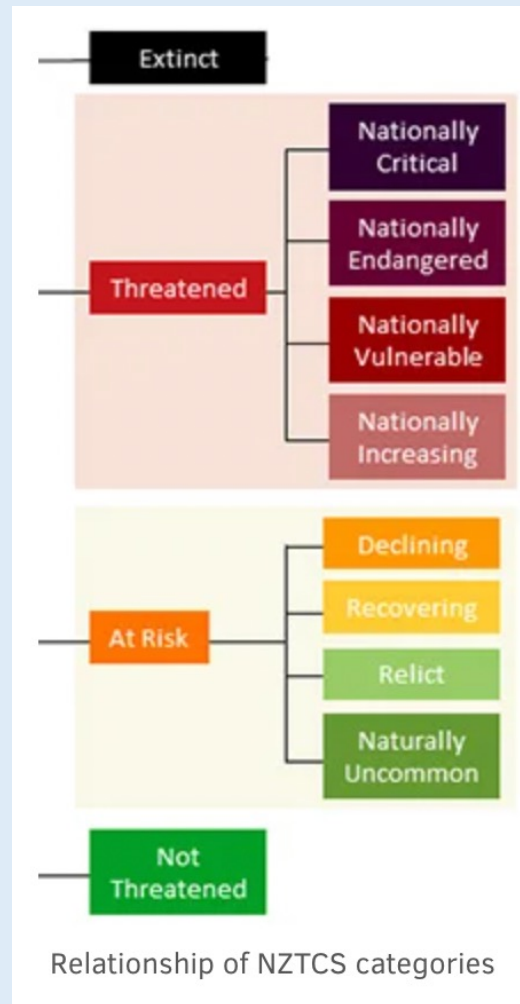 Extinct
Nationally
Critical
Nationally
Endangered
Threatened
Nationally
Vulnerable
Nationally
Increasing
Declining
Recovering
At Risk
Relict
Naturally
Uncommon
Not
Threatened
Relationship of NZTCS categories